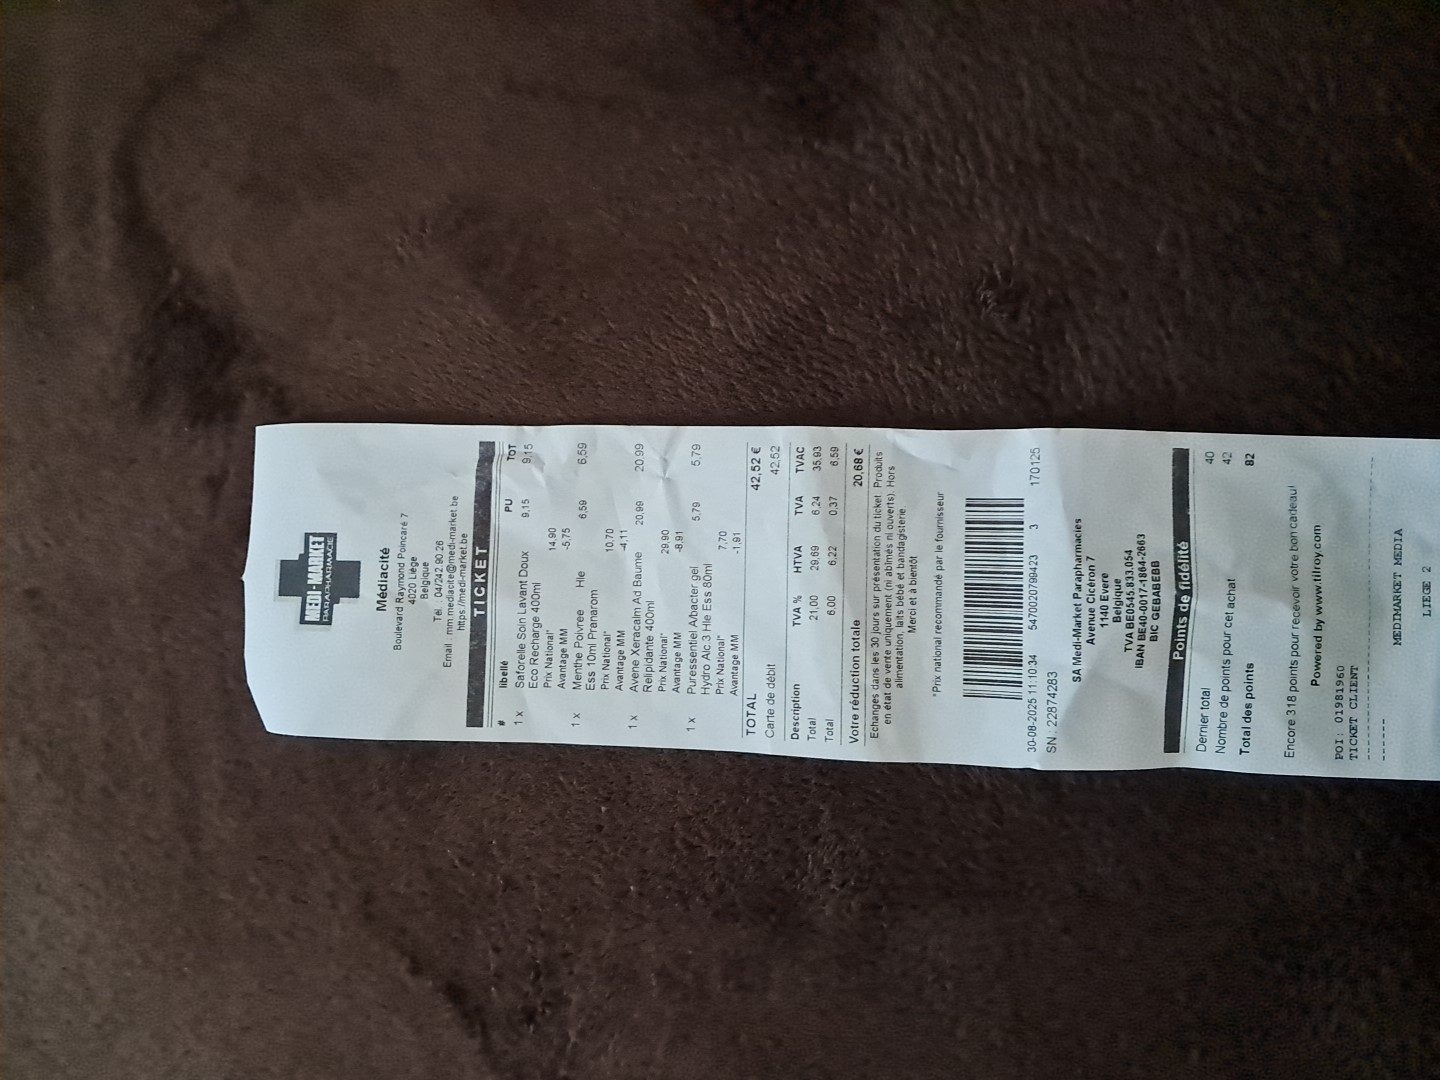 MEDI-MARKET
PARAPHARMACIE
Médiacité
Boulevard Raymond Poincaré 7
4020 Liège
Belgique
Tél. 04/242.90.26
Email : mm.mediacite@medi-market.be
https://medi-market.be
TICKET
# libellé PU TOT
1 x Saforelle Soin Lavant Doux 9,15 9,15
Eco Recharge 400ml
Prix National* 14,90
Avantage MM -5,75
1 x Menthe Poivree Hle 6,59 6,59
Ess 10ml Pranarom
Prix National* 10,70
Avantage MM -4,11
1 x Avene Xeracalm Ad Baume 20,99 20,99
Relipidante 400ml
Prix National* 29,90
Avantage MM -8,91
1 x Puressentiel A/bacter gel 5,79 5,79
Hydro Alc.3 Hle Ess 80ml
Prix National* 7,70
Avantage MM -1,91
TOTAL 42,52 €
Carte de débit 42,52
Description TVA % HTVA TVA TVAC
Total 21,00 29,69 6,24 35,93
Total 6,00 6,22 0,37 6,59
Votre réduction totale 20,68 €
Echanges dans les 30 jours sur présentation du ticket. Produits
en état de vente uniquement (ni abîmés ni ouverts). Hors
alimentation, laits bébé et bandagisterie.
Merci et à bientôt
*Prix national recommandé par le fournisseur
30-08-2025 11:10:34 5470020799423 3 170125
SN : 22874283
SA Medi-Market Parapharmacies
Avenue Cicéron 7
1140 Evere
Belgique
TVA BE0545.833.054
IBAN BE40-0017-1864-2663
BIC GEBABEBB
Points de fidélité
Dernier total 40
Nombre de points pour cet achat 42
Total des points 82
Encore 318 points pour recevoir votre bon cadeau!
Powered by www.tilroy.com
POI: 01981960
TICKET CLIENT
MEDIMARKET MEDIA
LIEGE 2